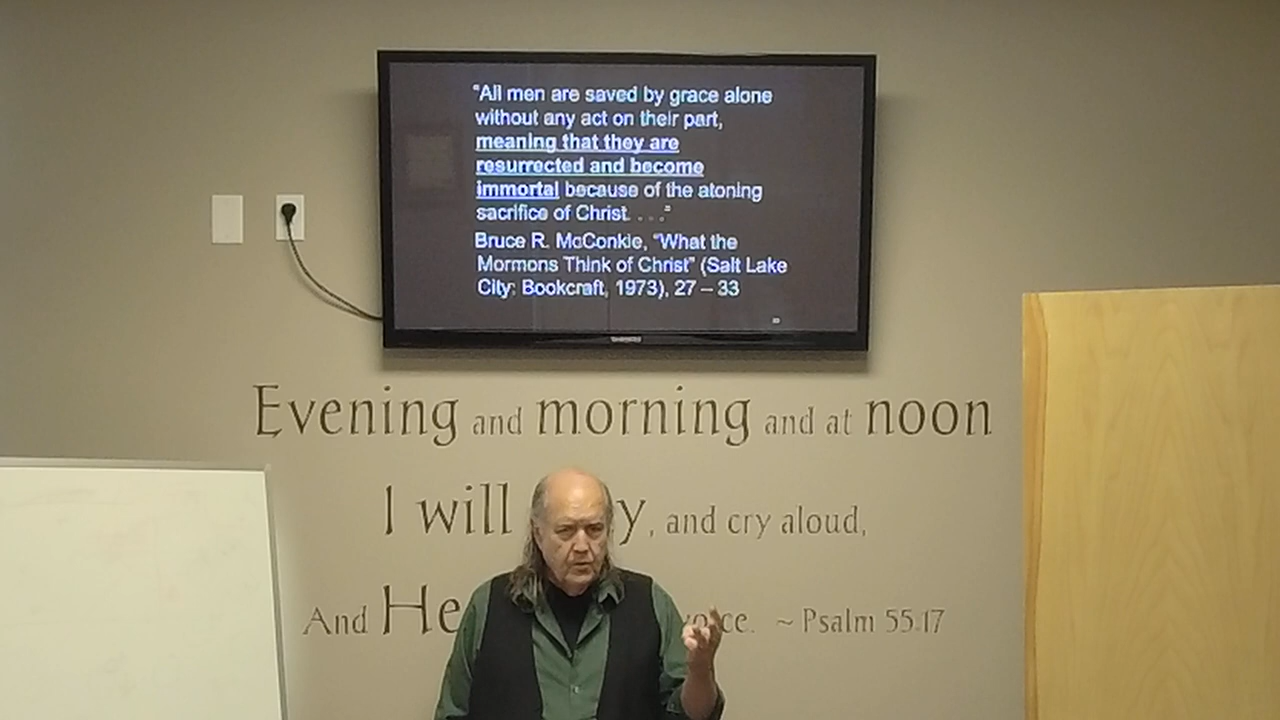 “All men are saved by grace alone
without any act on their part,
meaning that they are
resurrected and become
immortal because of the atoning
sacrifice of Christ. . . .”
Bruce R. McConkie, “What the
Mormons Think of Christ” (Salt Lake
City: Bookcraft, 1973), 27 – 33
Evening and morning and at noon
I will y, and cry aloud,
And He voice. ~ Psalm 55:17